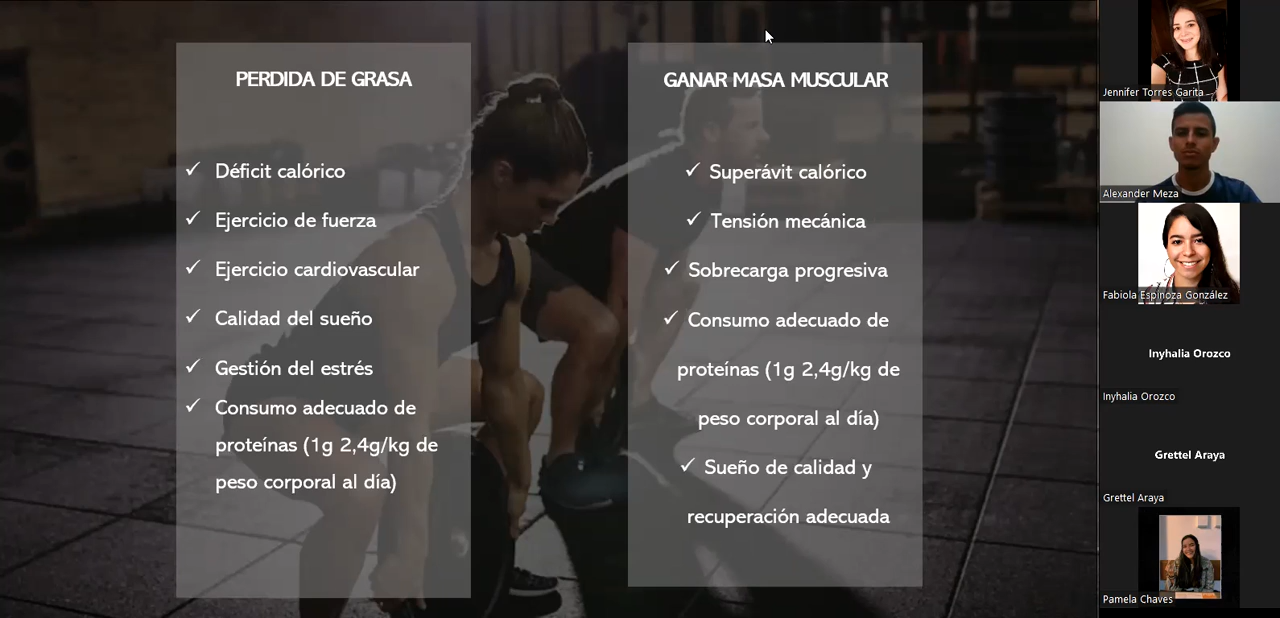 PERDIDA DE GRASA
✓ Déficit calórico
✓ Ejercicio de fuerza
✓ Ejercicio cardiovascular
✓ Calidad del sueño
✓ Gestión del estrés
✓ Consumo adecuado de
proteínas (1g 2,4g/kg de
peso corporal al día)
GANAR MASA MUSCULAR
✓ Superávit calórico
✓ Tensión mecánica
✓ Sobrecarga progresiva
✓ Consumo adecuado de
proteínas (1g 2,4g/kg de
peso corporal al día)
✓ Sueño de calidad y
recuperación adecuada
Jennifer Torres Garita
Alexander Meza
Fabiola Espinoza González
Inyhalia Orozco
Inyhalia Orozco
Grettel Araya
Grettel Araya
Pamela Chaves